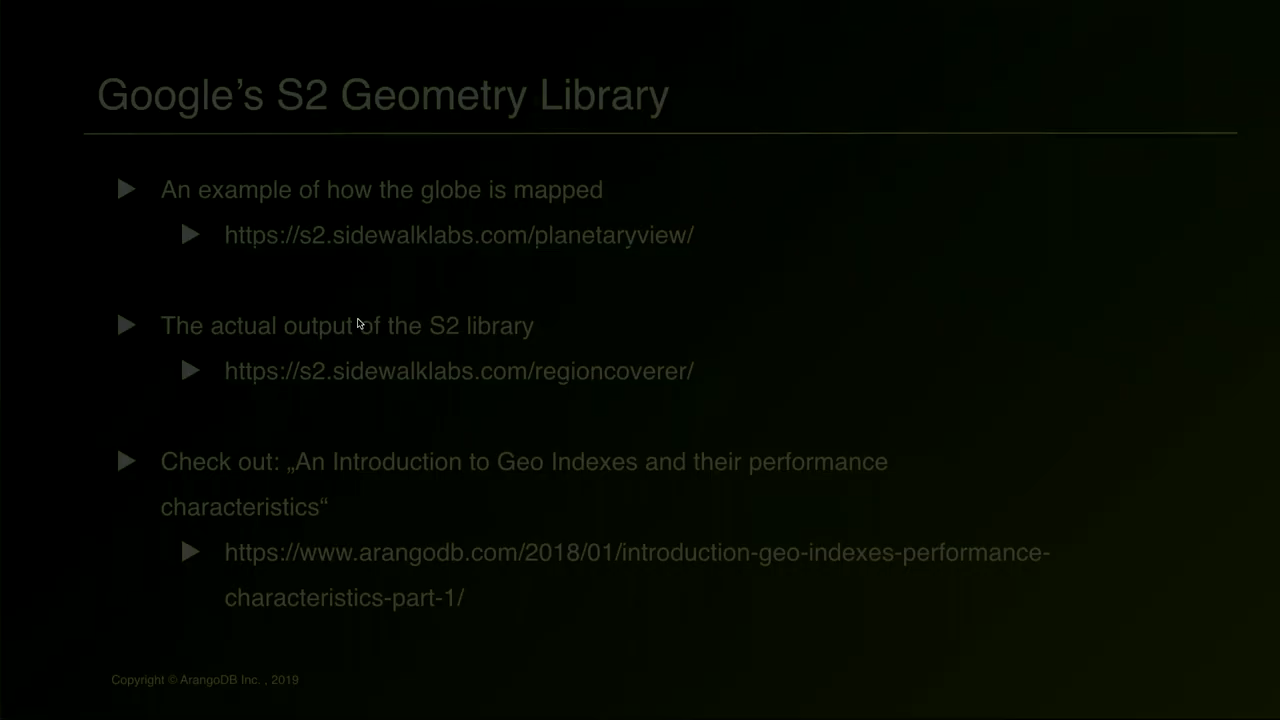 Google’s S2 Geometry Library
An example of how the globe is mapped
https://s2.sidewalklabs.com/planetaryview/
The actual output of the S2 library
https://s2.sidewalklabs.com/regioncoverer/
Check out: „An Introduction to Geo Indexes and their performance
characteristics“
https://www.arangodb.com/2018/01/introduction-geo-indexes-performance-
characteristics-part-1/
Copyright © ArangoDB Inc. , 2019